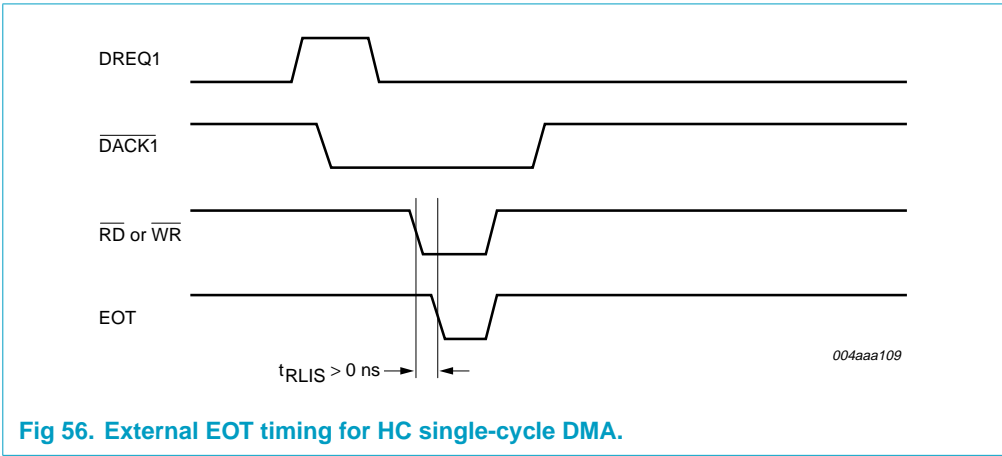 DREQ1
DACK1
RD or WR
EOT
tRLIS > 0 ns
004aaa109
Fig 56. External EOT timing for HC single-cycle DMA.